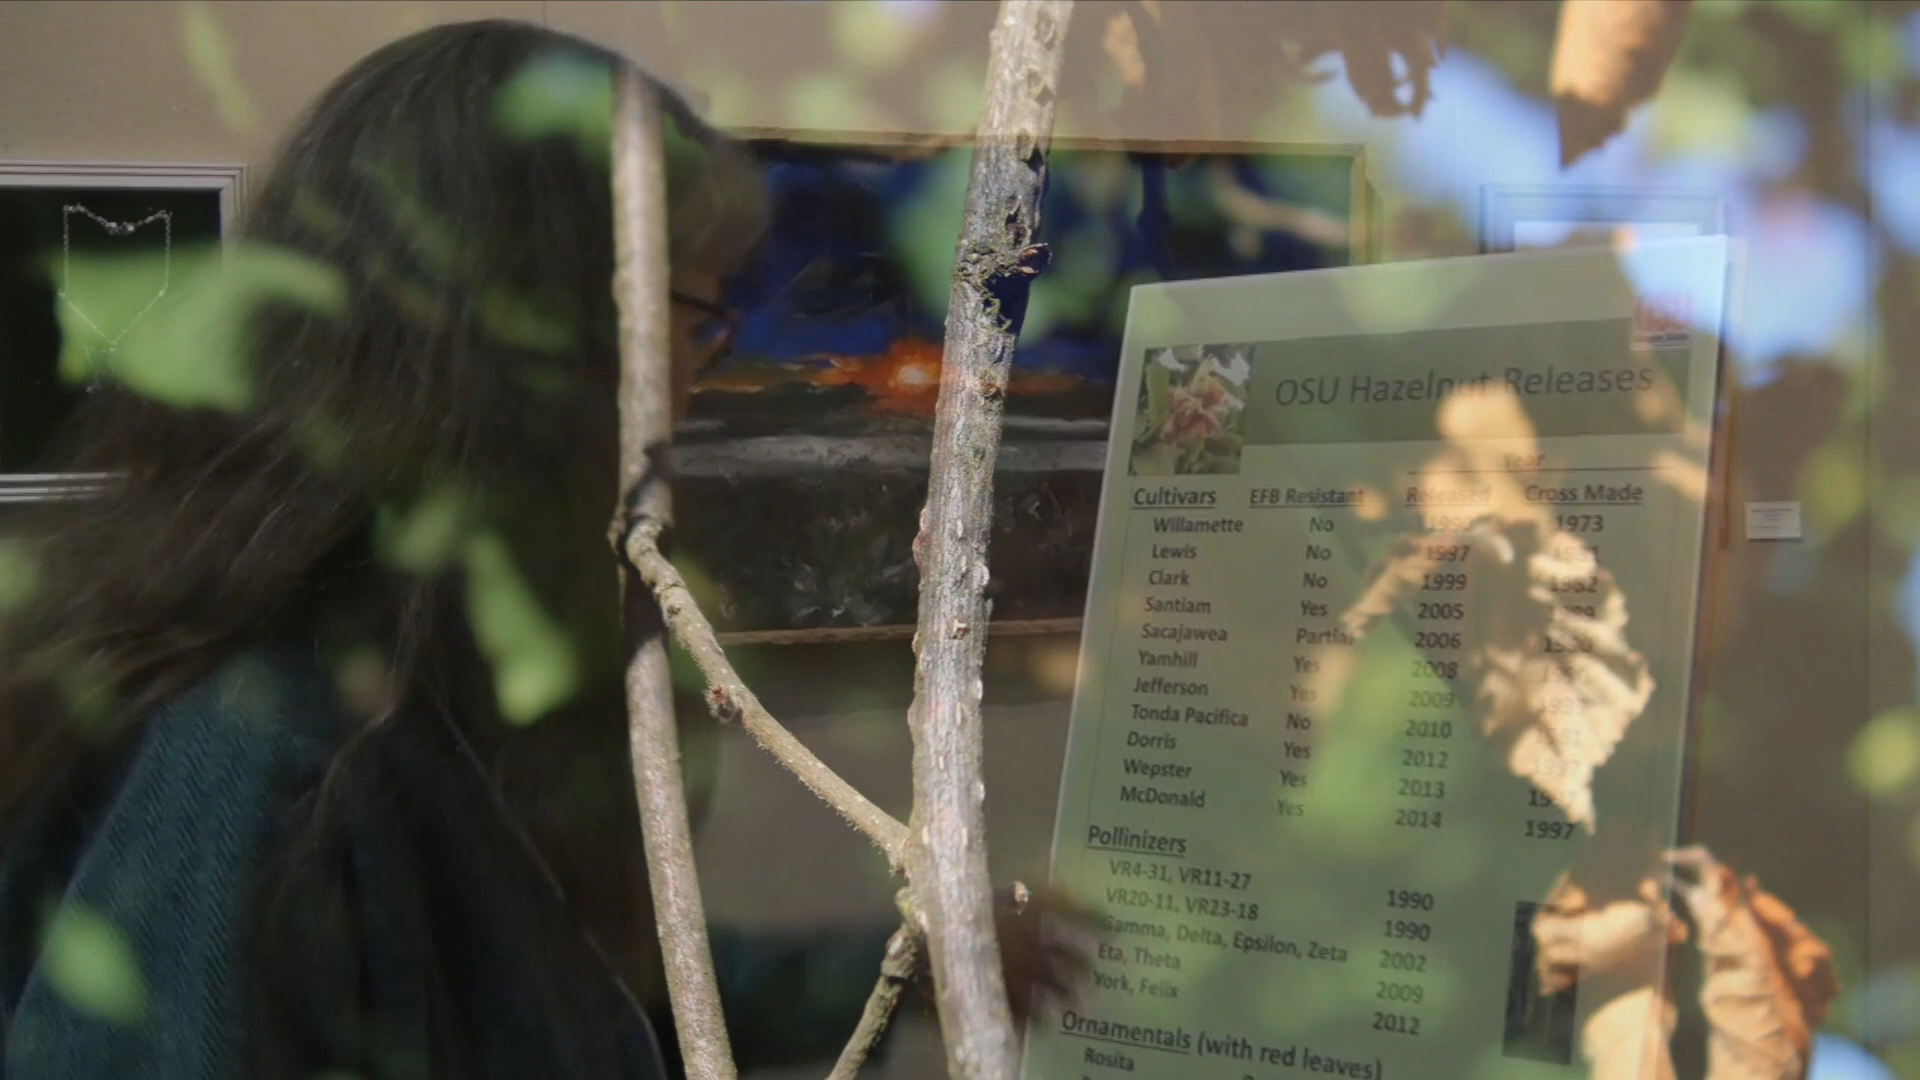 OSU Hazelnut Releases
Year
Cultivars EFB Resistant Released Cross Made
Willamette No 1973
Lewis No 1997
Clark No 1999 1982
Santiam Yes 2005
Sacajawea Partial 2006
Yamhill Yes 2008
Jefferson Yes 2009
Tonda Pacifica No 2010
Dorris Yes 2012
Wepster Yes 2013
McDonald Yes 2014 1997
Pollinizers
VR4-31, VR11-27 1990
VR20-11, VR23-18 1990
Gamma, Delta, Epsilon, Zeta 2002
Eta, Theta 2009
York, Felix 2012
Ornamentals (with red leaves)
Rosita